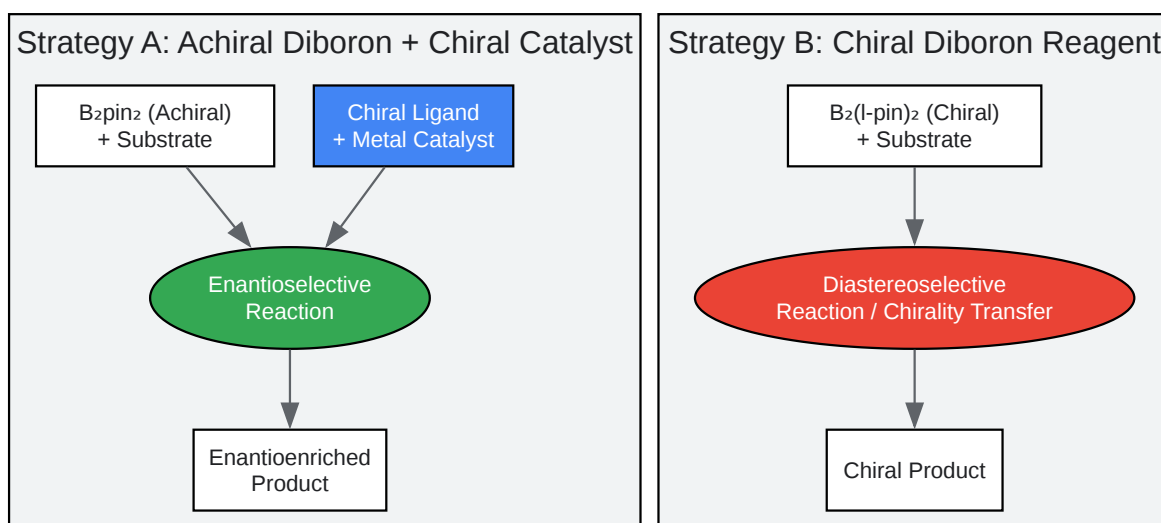 Strategy A: Achiral Diboron + Chiral Catalyst
B₂pin₂ (Achiral)
+ Substrate
Chiral Ligand
+ Metal Catalyst
Enantioselective
Reaction
Enantioenriched
Product
Strategy B: Chiral Diboron Reagent
B₂(l-pin)₂ (Chiral)
+ Substrate
Diastereoselective
Reaction / Chirality Transfer
Chiral Product